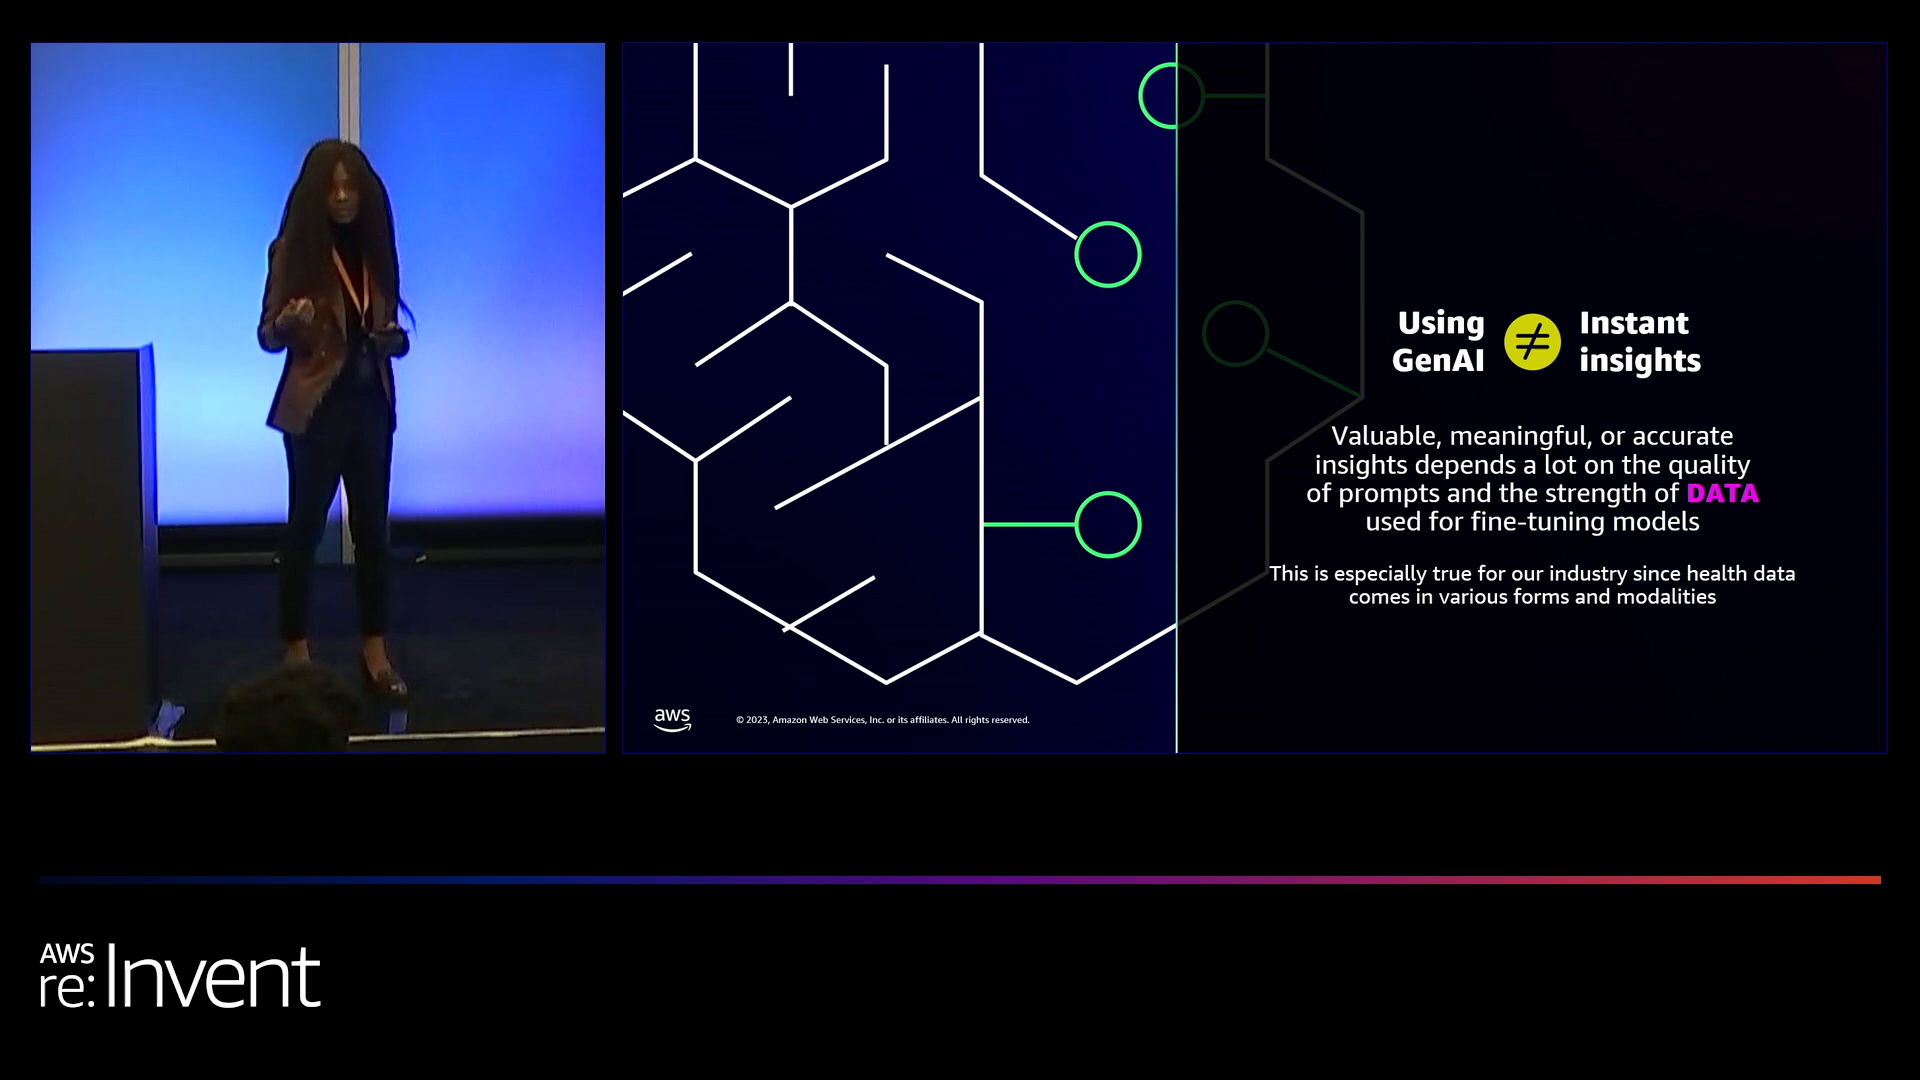 Using
GenAI
≠
Instant
insights
Valuable, meaningful, or accurate
insights depends a lot on the quality
of prompts and the strength of DATA
used for fine-tuning models
This is especially true for our industry since health data
comes in various forms and modalities
aws
© 2023, Amazon Web Services, Inc. or its affiliates. All rights reserved.
AWS
re:Invent